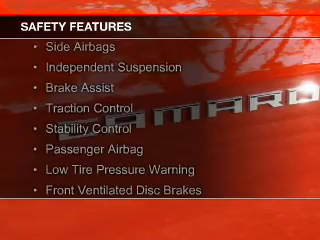 SAFETY FEATURES
• Side Airbags
• Independent Suspension
• Brake Assist
• Traction Control
• Stability Control
• Passenger Airbag
• Low Tire Pressure Warning
• Front Ventilated Disc Brakes
CAMARO